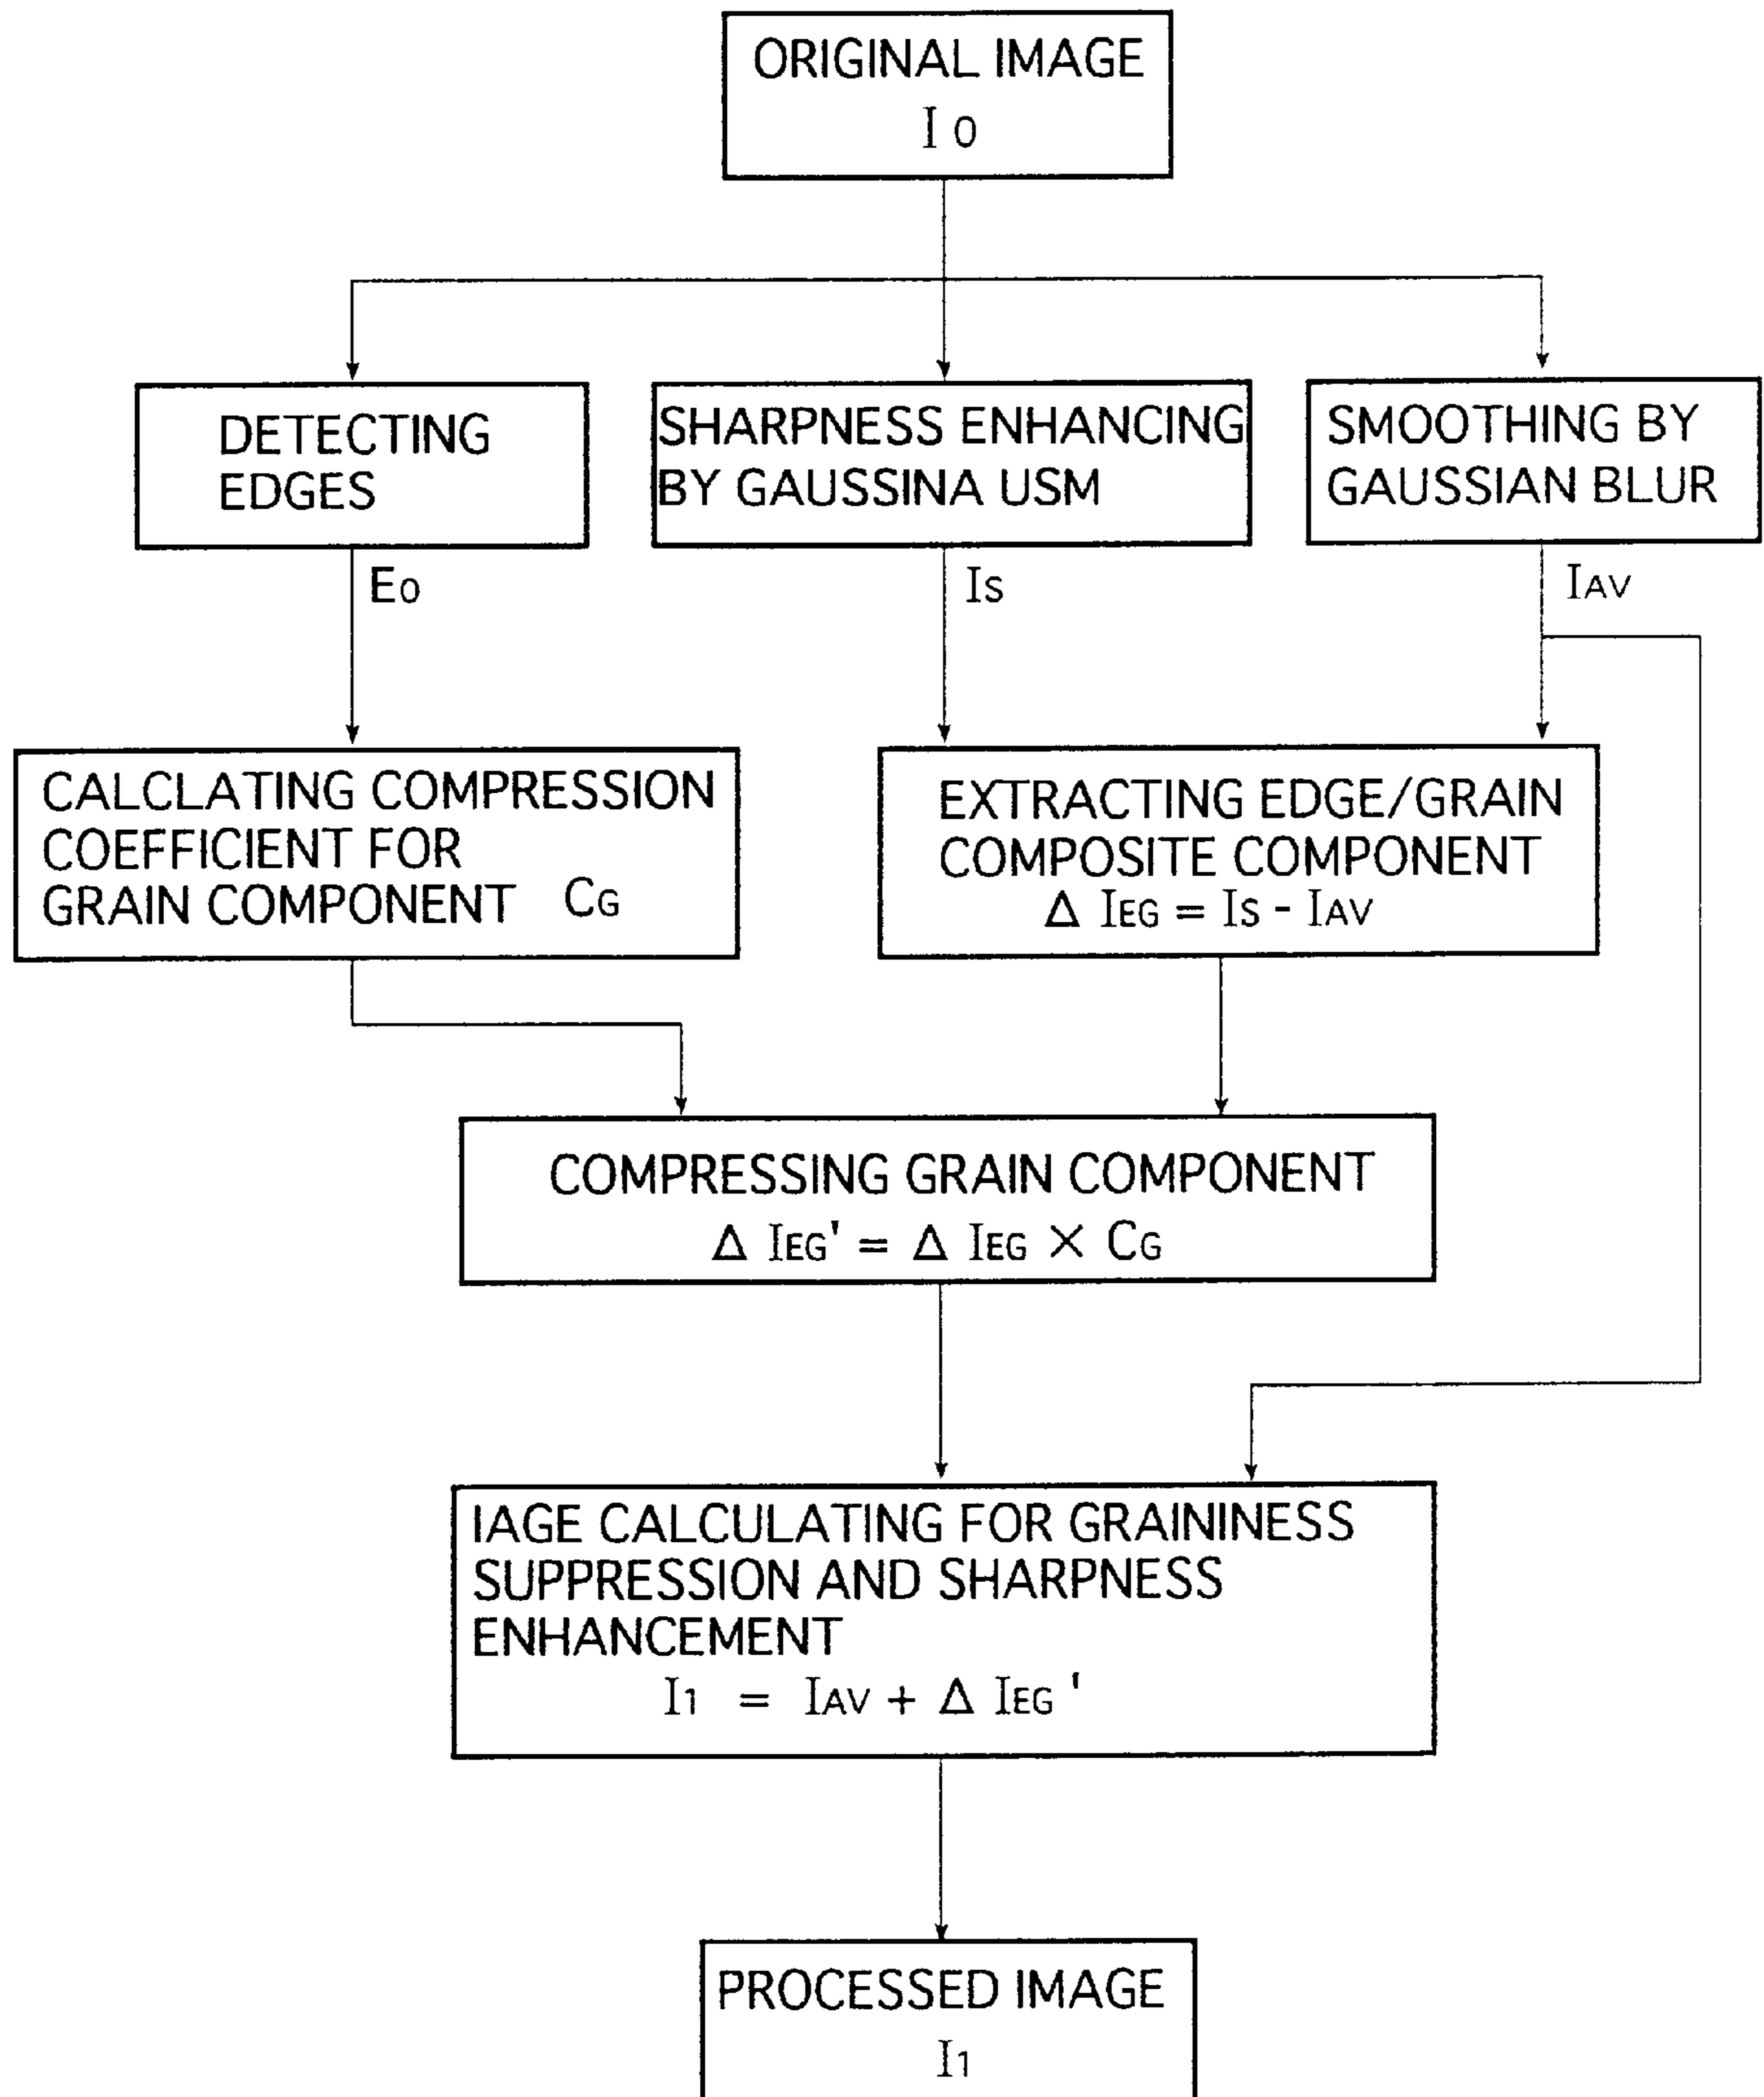 ORIGINAL IMAGE
I0
DETECTING
EDGES
SHARPNESS ENHANCING
BY GAUSSINA USM
SMOOTHING BY
GAUSSIAN BLUR
E0
IS
IAV
CALCLATING COMPRESSION
COEFFICIENT FOR
GRAIN COMPONENT CG
EXTRACTING EDGE/GRAIN
COMPOSITE COMPONENT
Δ IEG = IS - IAV
COMPRESSING GRAIN COMPONENT
Δ IEG' = Δ IEG × CG
IAGE CALCULATING FOR GRAININESS
SUPPRESSION AND SHARPNESS
ENHANCEMENT
I1 = IAV + Δ IEG'
PROCESSED IMAGE
I1